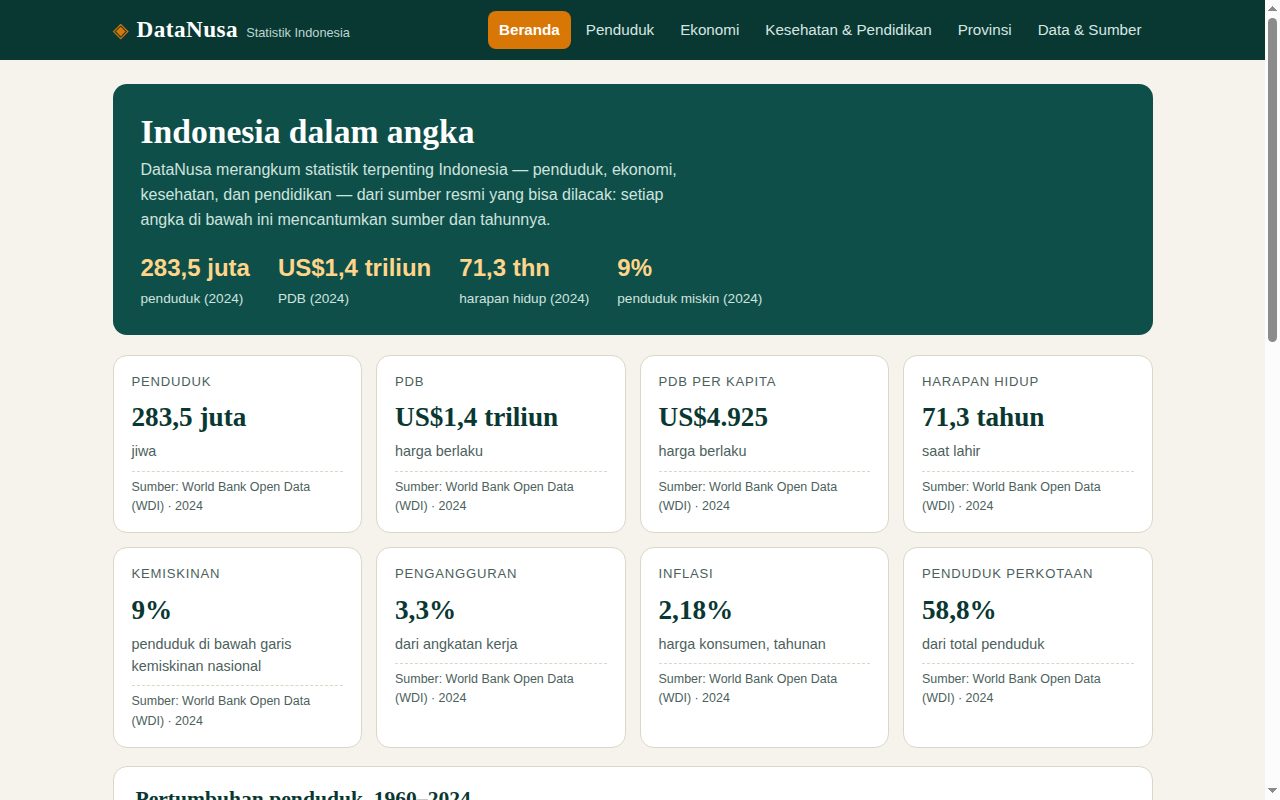 ◈ DataNusa Statistik Indonesia
Beranda Penduduk Ekonomi Kesehatan & Pendidikan Provinsi Data & Sumber
Indonesia dalam angka
DataNusa merangkum statistik terpenting Indonesia — penduduk, ekonomi,
kesehatan, dan pendidikan — dari sumber resmi yang bisa dilacak: setiap
angka di bawah ini mencantumkan sumber dan tahunnya.
283,5 juta
penduduk (2024)
US$1,4 triliun
PDB (2024)
71,3 thn
harapan hidup (2024)
9%
penduduk miskin (2024)
PENDUDUK
283,5 juta
jiwa
Sumber: World Bank Open Data
(WDI) · 2024
PDB
US$1,4 triliun
harga berlaku
Sumber: World Bank Open Data
(WDI) · 2024
PDB PER KAPITA
US$4.925
harga berlaku
Sumber: World Bank Open Data
(WDI) · 2024
HARAPAN HIDUP
71,3 tahun
saat lahir
Sumber: World Bank Open Data
(WDI) · 2024
KEMISKINAN
9%
penduduk di bawah garis
kemiskinan nasional
Sumber: World Bank Open Data
(WDI) · 2024
PENGANGGURAN
3,3%
dari angkatan kerja
Sumber: World Bank Open Data
(WDI) · 2024
INFLASI
2,18%
harga konsumen, tahunan
Sumber: World Bank Open Data
(WDI) · 2024
PENDUDUK PERKOTAAN
58,8%
dari total penduduk
Sumber: World Bank Open Data
(WDI) · 2024
Pertumbuhan penduduk, 1960–2024